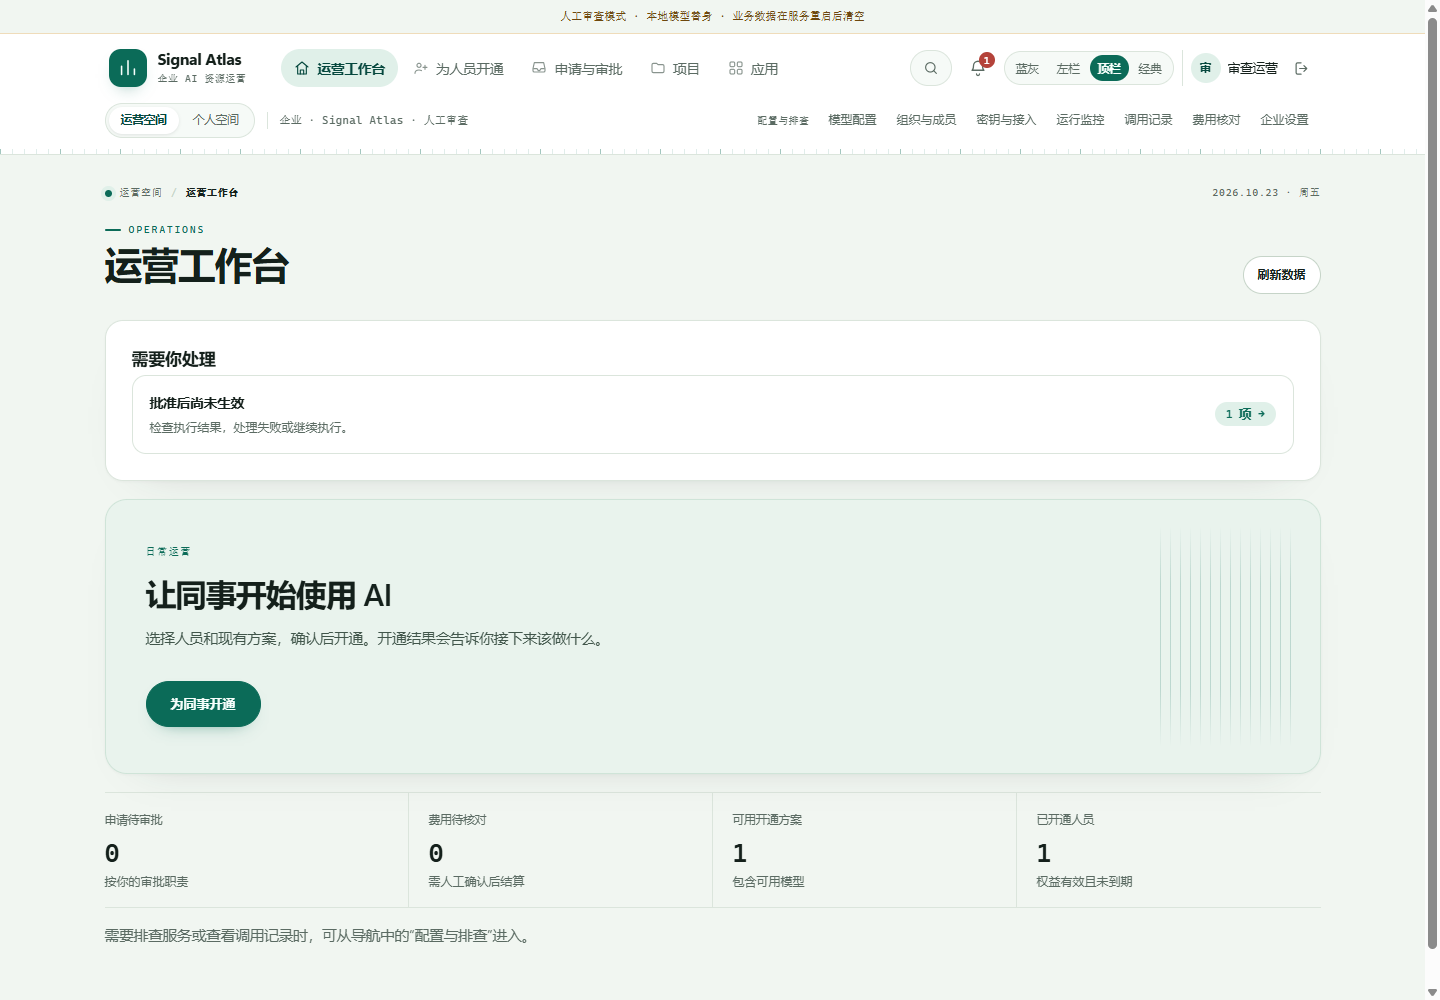 人工审查模式 · 本地模型替身 · 业务数据在服务重启后清空
Signal Atlas
企业 AI 资源运营
运营工作台
为人员开通
申请与审批
项目
应用
1
蓝灰
左栏
顶栏
经典
审
审查运营
运营空间
个人空间
企业 · Signal Atlas · 人工审查
配置与排查
模型配置
组织与成员
密钥与接入
运行监控
调用记录
费用核对
企业设置
运营空间 / 运营工作台
2026.10.23 · 周五
OPERATIONS
运营工作台
刷新数据
需要你处理
批准后尚未生效
检查执行结果，处理失败或继续执行。
1 项 →
日常运营
让同事开始使用 AI
选择人员和现有方案，确认后开通。开通结果会告诉你接下来该做什么。
为同事开通
申请待审批
0
按你的审批职责
费用待核对
0
需人工确认后结算
可用开通方案
1
包含可用模型
已开通人员
1
权益有效且未到期
需要排查服务或查看调用记录时，可从导航中的“配置与排查”进入。